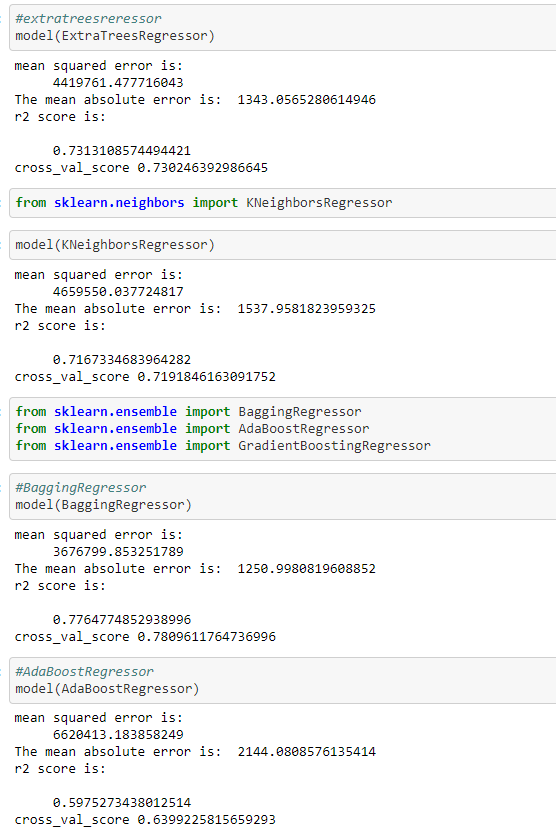 #extratreesreressor
model(ExtraTreesRegressor)
mean squared error is:
4419761.477716043
The mean absolute error is:  1343.0565280614946
r2 score is:
0.7313108574494421
cross_val_score 0.730246392986645
from sklearn.neighbors import KNeighborsRegressor
model(KNeighborsRegressor)
mean squared error is:
4659550.037724817
The mean absolute error is:  1537.9581823959325
r2 score is:
0.7167334683964282
cross_val_score 0.7191846163091752
from sklearn.ensemble import BaggingRegressor
from sklearn.ensemble import AdaBoostRegressor
from sklearn.ensemble import GradientBoostingRegressor
#BaggingRegressor
model(BaggingRegressor)
mean squared error is:
3676799.853251789
The mean absolute error is:  1250.9980819608852
r2 score is:
0.7764774852938996
cross_val_score 0.7809611764736996
#AdaBoostRegressor
model(AdaBoostRegressor)
mean squared error is:
6620413.183858249
The mean absolute error is:  2144.0808576135414
r2 score is:
0.5975273438012514
cross_val_score 0.6399225815659293